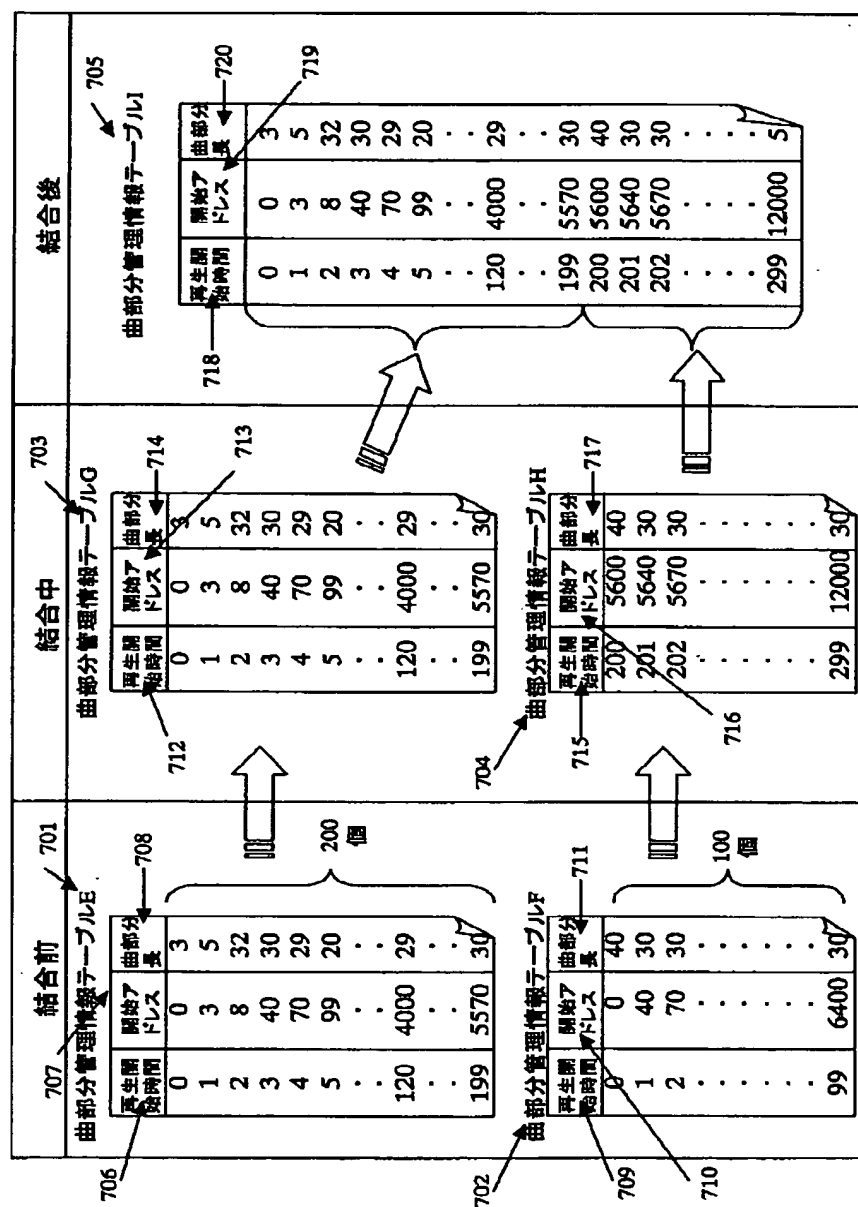 結合前
結合中
結合後
701
曲部分管理情報テーブルE
707
706
708
再生開始時間 開始アドレス 曲部分長
0 0 3
1 3 5
2 8 32
3 40 30
4 70 29
5 99 20
・・ ・・ ・・
120 4000 29
・・ ・・ ・・
199 5570 30
200個
702
曲部分管理情報テーブルF
709
710
711
再生開始時間 開始アドレス 曲部分長
0 0 40
1 40 30
2 70 30
・・・・・・ ・・・・・・ ・・・・・・
99 6400 30
100個
703
曲部分管理情報テーブルG
712
713
714
再生開始時間 開始アドレス 曲部分長
0 0 3
1 3 5
2 8 32
3 40 30
4 70 29
5 99 20
・・ ・・ ・・
120 4000 29
・・ ・・ ・・
199 5570 30
704
曲部分管理情報テーブルH
715
716
717
再生開始時間 開始アドレス 曲部分長
200 5600 40
201 5640 30
202 5670 30
・・・・・・ ・・・・・・ ・・・・・・
299 12000 30
705
曲部分管理情報テーブルI
718
719
720
再生開始時間 開始アドレス 曲部分長
0 0 3
1 3 5
2 8 32
3 40 30
4 70 29
5 99 20
・・ ・・ ・・
120 4000 29
・・ ・・ ・・
199 5570 30
200 5600 40
201 5640 30
202 5670 30
・・・・ ・・・・ ・・・・
299 12000 5